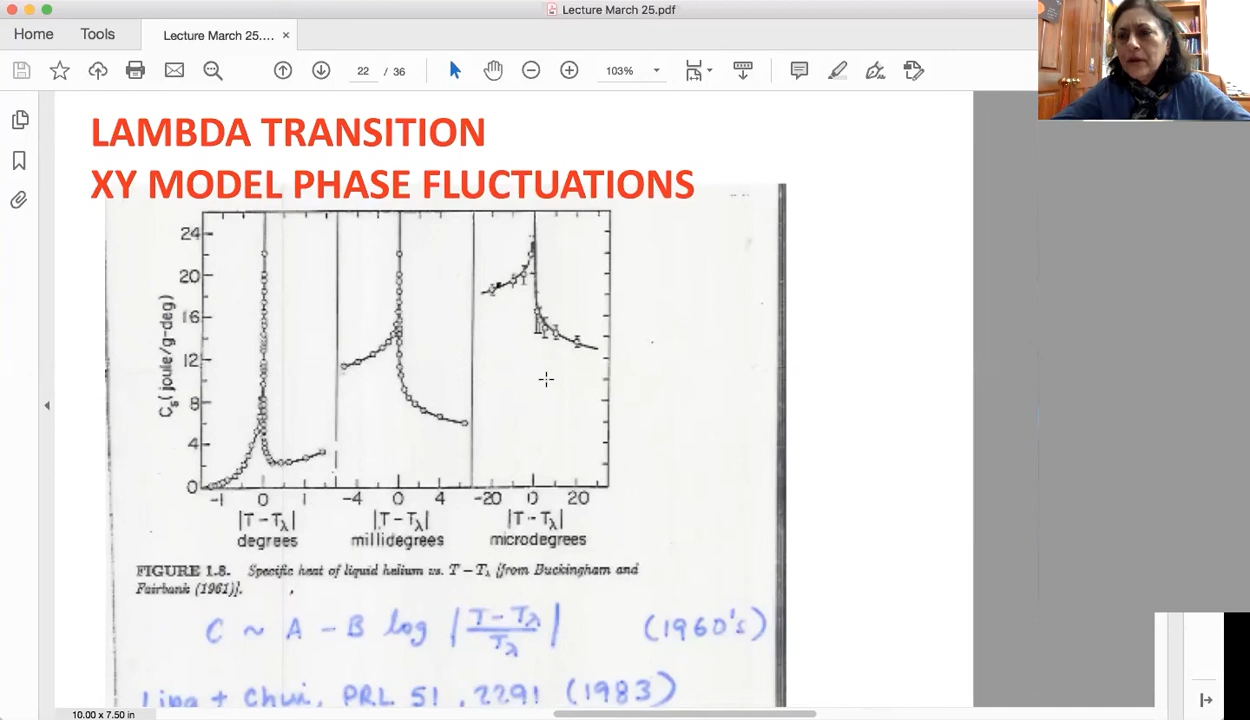 Lecture March 25.pdf
Home Tools Lecture March 25.... ×
22 / 36 103%
LAMBDA TRANSITION
XY MODEL PHASE FLUCTUATIONS
24
20
16
12
8
4
0
Cs (joule/g-deg)
-1 0 1 -4 0 4 -20 0 20
|T - Tλ| |T - Tλ| |T - Tλ|
degrees millidegrees microdegrees
FIGURE 1.8. Specific heat of liquid helium vs. T - Tλ [from Buckingham and
Fairbank (1961)].
C ~ A - B log |T - Tλ / Tλ| (1960's)
Lipa + Chui, PRL 51, 2291 (1983)
10.00 x 7.50 in